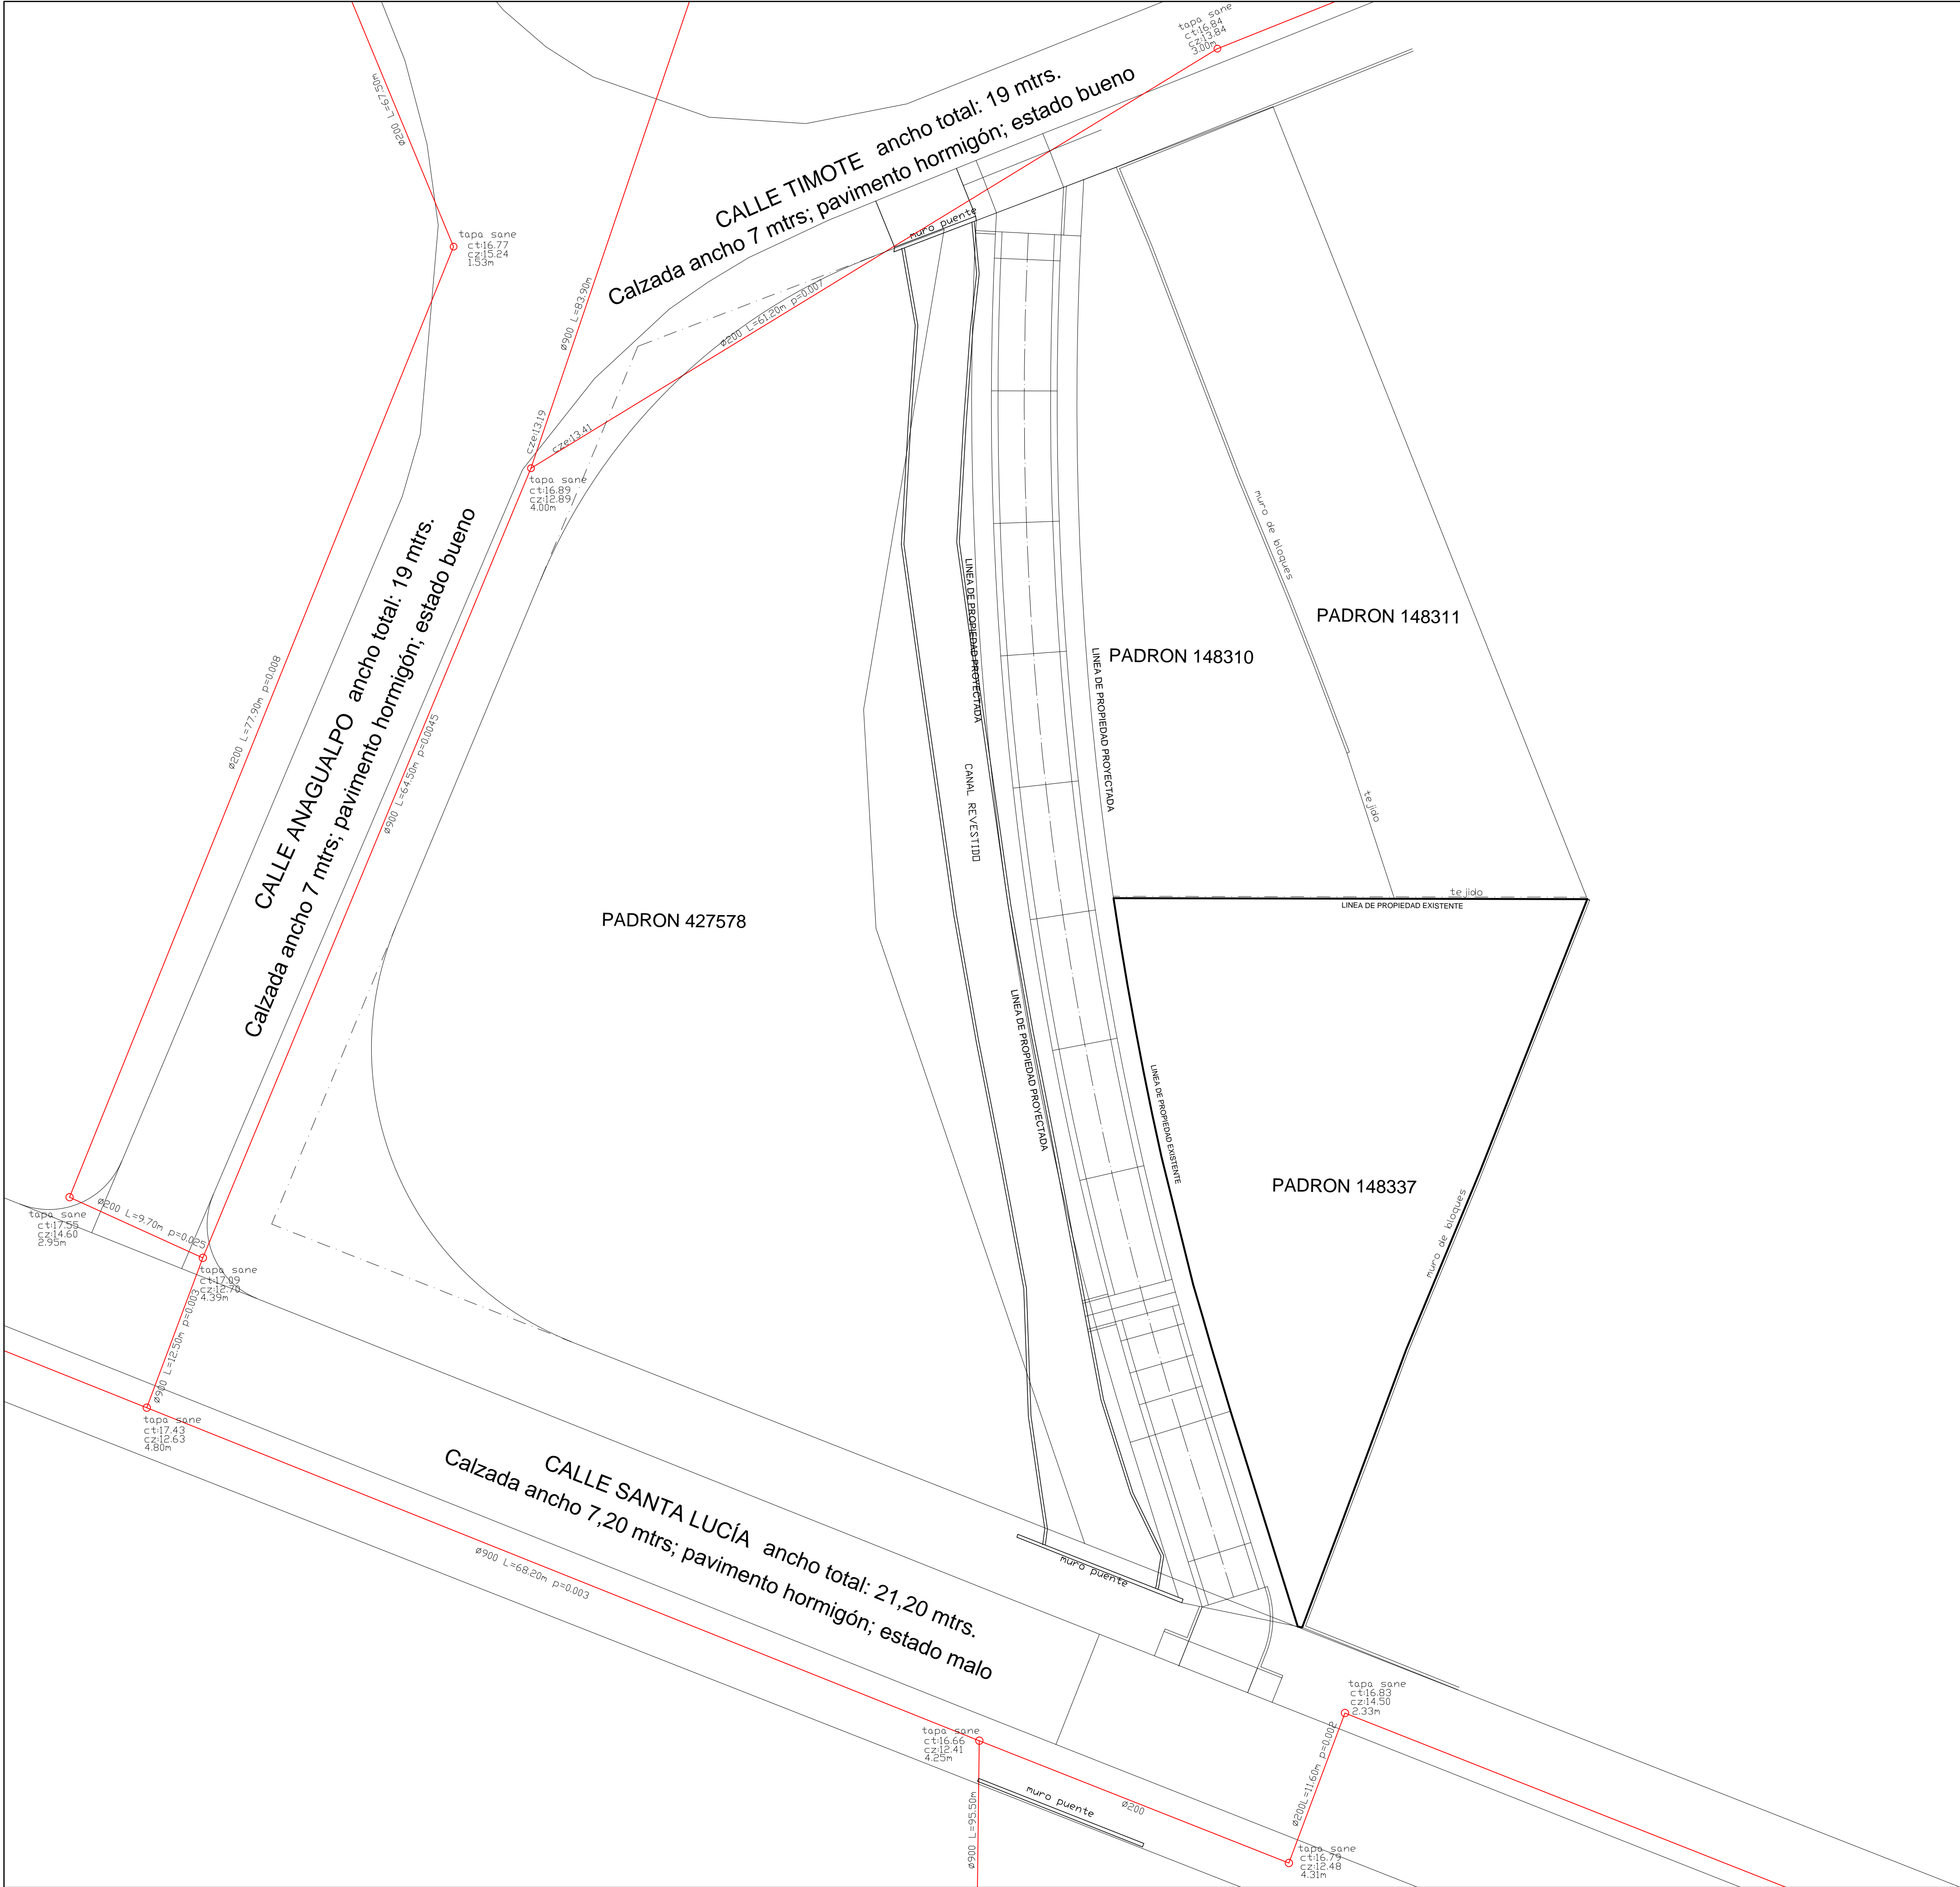 tapa sane
ct:16.84
cz:13.84
3.00m
ø200 L=67.50m
CALLE TIMOTE ancho total: 19 mtrs.
Calzada ancho 7 mtrs; pavimento hormigón; estado bueno
muro puente
tapa sane
ct:16.77
cz:15.24
1.53m
ø900 L=83.90m
ø200 L=61.20m p=0.007
cze:13.19
cze:13.41
tapa sane
ct:16.89
cz:12.89
4.00m
muro de bloques
LINEA DE PROPIEDAD PROYECTADA
PADRON 148311
PADRON 148310
LINEA DE PROPIEDAD PROYECTADA
ø200 L=77.90m p=0.008
CALLE ANAGUALPO ancho total: 19 mtrs.
Calzada ancho 7 mtrs; pavimento hormigón; estado bueno
ø900 L=64.50m p=0.0045
CANAL REVESTIDO
tejido
tejido
LINEA DE PROPIEDAD EXISTENTE
PADRON 427578
LINEA DE PROPIEDAD PROYECTADA
LINEA DE PROPIEDAD EXISTENTE
PADRON 148337
muro de bloques
ø200 L=9.70m p=0.025
tapa sane
ct:17.55
cz:14.60
2.95m
tapa sane
ct:17.09
cz:12.70
4.39m
ø900 L=12.50m p=0.003
tapa sane
ct:17.43
cz:12.63
4.80m
CALLE SANTA LUCÍA ancho total: 21,20 mtrs.
Calzada ancho 7,20 mtrs; pavimento hormigón; estado malo
ø900 L=68.20m p=0.003
muro puente
tapa sane
ct:16.83
cz:14.50
2.33m
tapa sane
ct:16.66
cz:12.41
4.25m
ø200L=11.60m p=0.002
muro puente
ø200
ø900 L=95.50m
tapa sane
ct:16.79
cz:12.48
4.31m